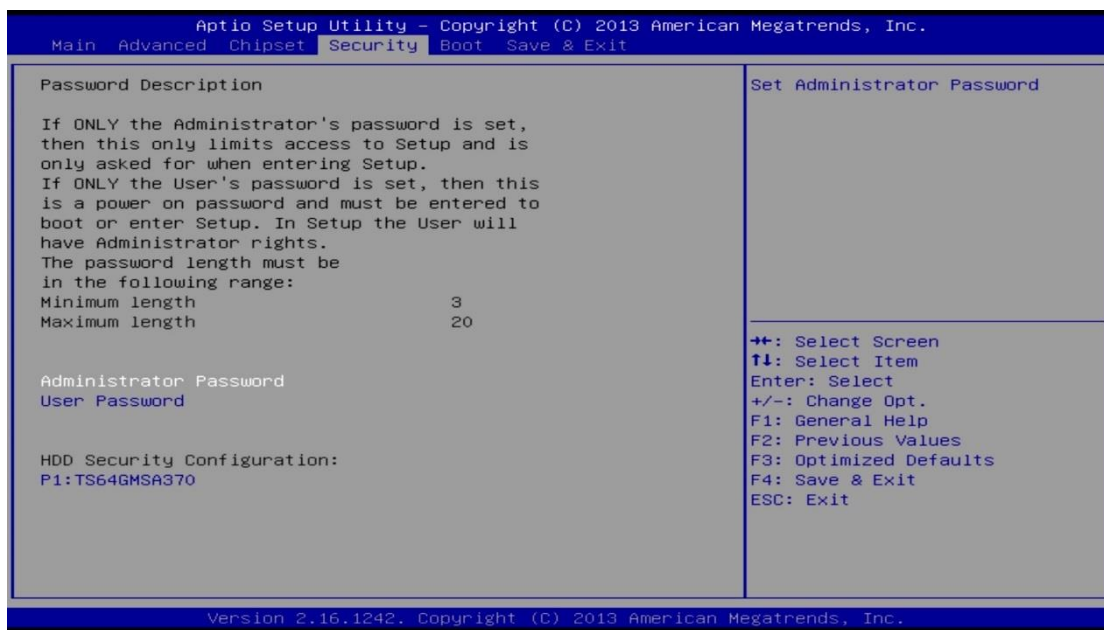 Aptio Setup Utility – Copyright (C) 2013 American Megatrends, Inc.
Main Advanced Chipset Security Boot Save & Exit
Password Description
If ONLY the Administrator's password is set,
then this only limits access to Setup and is
only asked for when entering Setup.
If ONLY the User's password is set, then this
is a power on password and must be entered to
boot or enter Setup. In Setup the User will
have Administrator rights.
The password length must be
in the following range:
Minimum length 3
Maximum length 20
Administrator Password
User Password
HDD Security Configuration:
P1:TS64GMSA370
Set Administrator Password
→←: Select Screen
↑↓: Select Item
Enter: Select
+/-: Change Opt.
F1: General Help
F2: Previous Values
F3: Optimized Defaults
F4: Save & Exit
ESC: Exit
Version 2.16.1242. Copyright (C) 2013 American Megatrends, Inc.